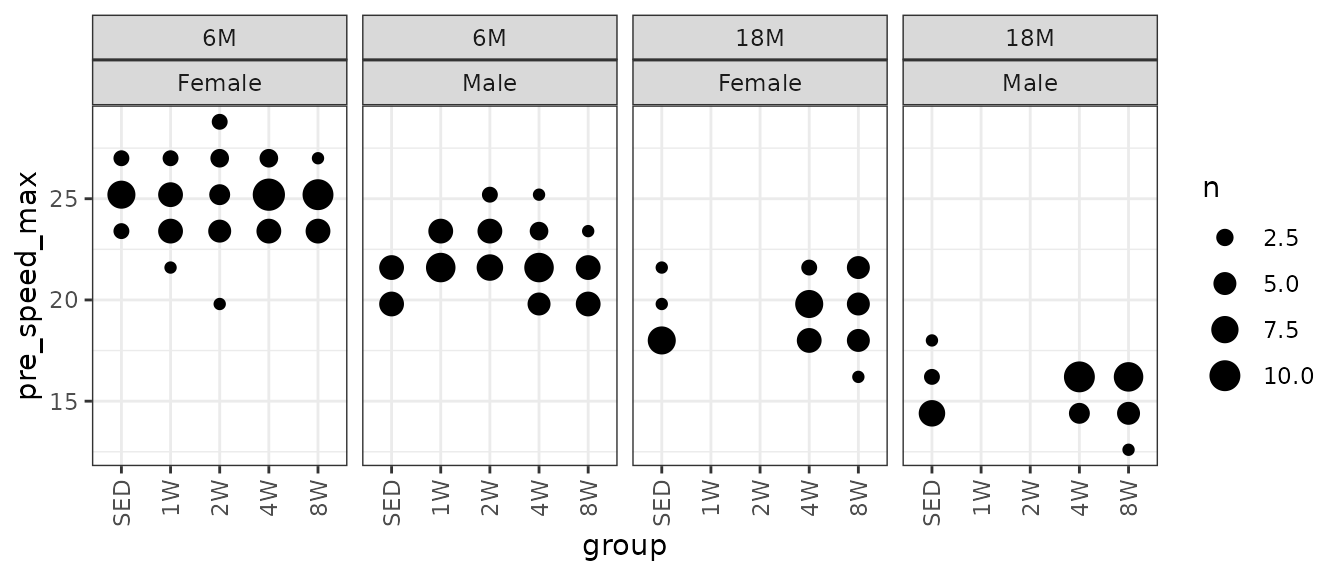 6M 6M 18M 18M
Female Male Female Male
pre_speed_max
25
20
15
SED 1W 2W 4W 8W SED 1W 2W 4W 8W SED 1W 2W 4W 8W SED 1W 2W 4W 8W
group
n
2.5
5.0
7.5
10.0